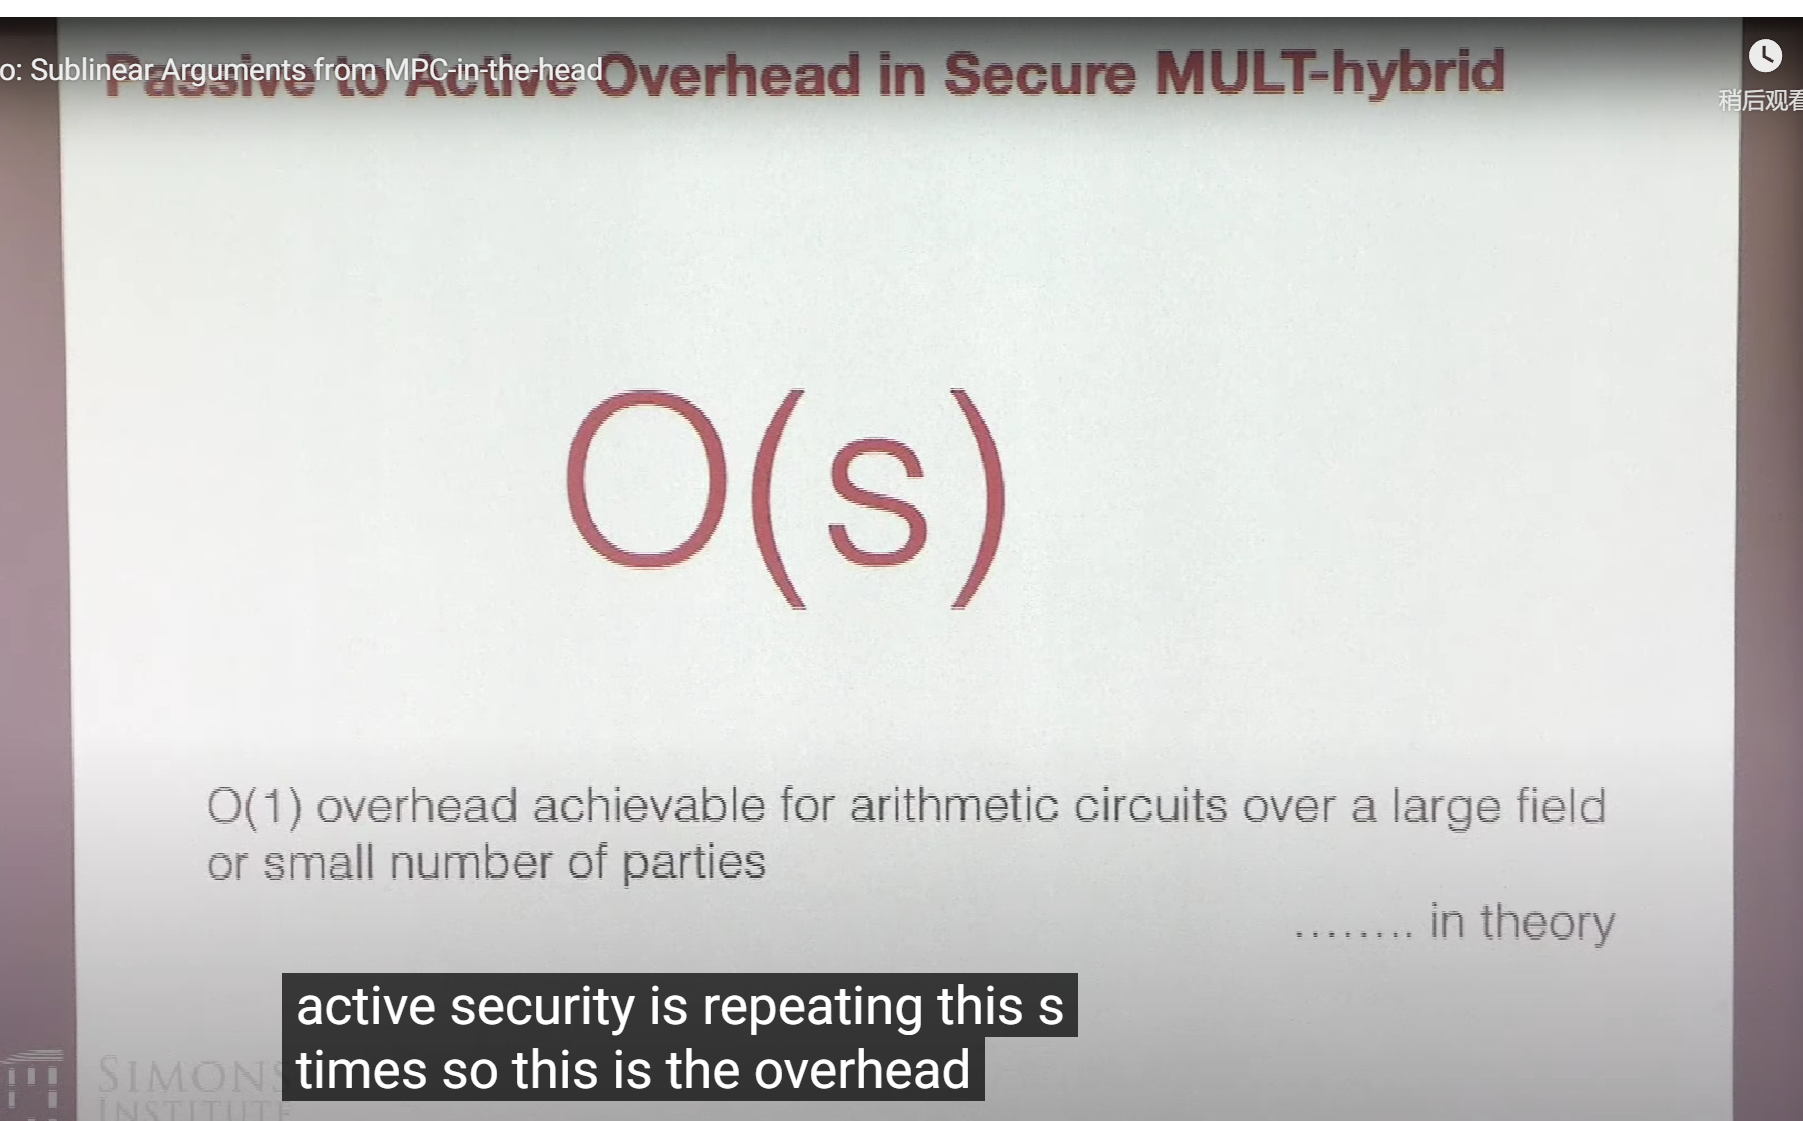 o: Sublinear Arguments from MPC-in-the-head
Passive to Active Overhead in Secure MULT-hybrid
稍后观看
O(s)
O(1) overhead achievable for arithmetic circuits over a large field
or small number of parties
........ in theory
active security is repeating this s
times so this is the overhead
SIMONS
INSTITUTE